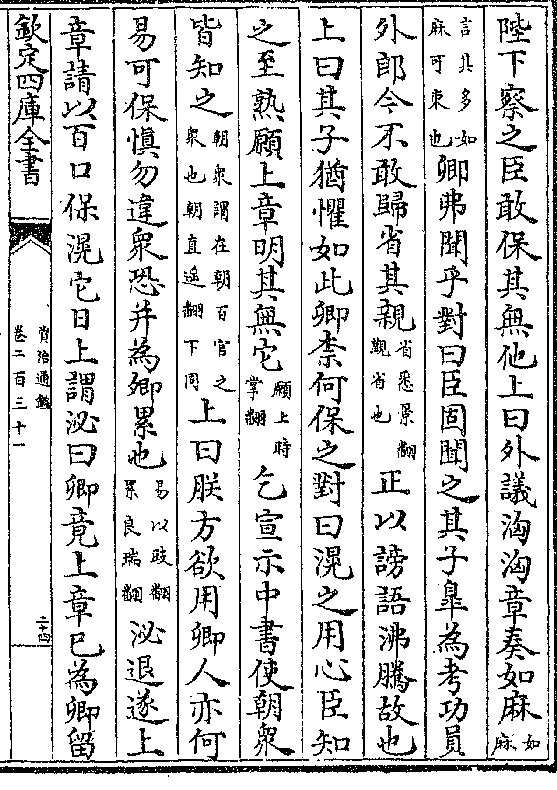 陛下察之臣敢保其無他上曰外議洶洶章奏如麻如麻
言其多如麻可束也卿弗聞乎對曰臣固聞之其子臯為考功員
外郎今不敢歸省其親省悉景翻觀省也正以謗語沸騰故也
上曰其子猶懼如此卿柰何保之對曰滉之用心臣知
之至熟願上章明其無它願上時掌翻乞宣示中書使朝衆
皆知之朝衆謂在朝百官之衆也朝直遥翻下同上曰朕方欲用卿人亦何
易可保慎勿違衆恐并為卿累也易以豉翻累良瑞翻泌退遂上
章請以百口保滉它日上謂泌曰卿竟上章已為卿留
欽定四庫全書
資治通鑑
卷二百三十一
二十四